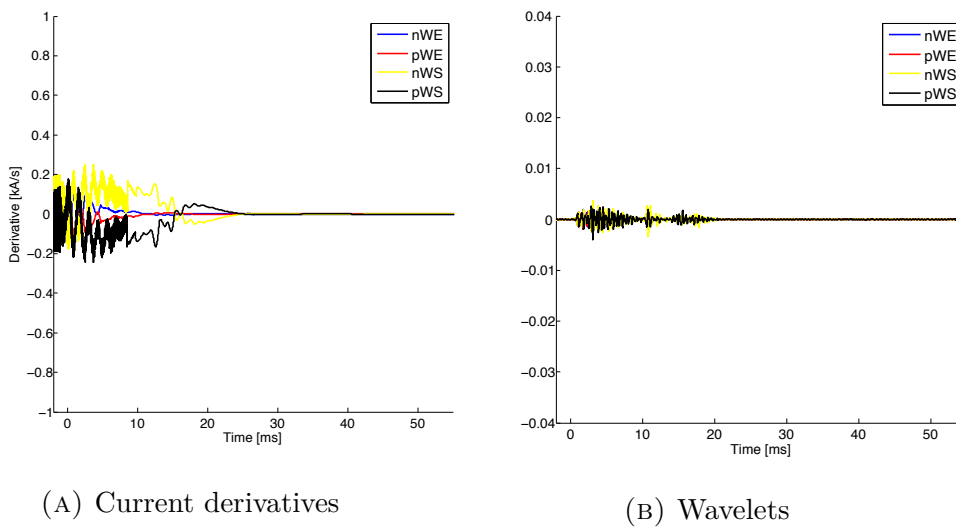 1
0.8
0.6
0.4
0.2
0
−0.2
−0.4
−0.6
−0.8
−1
Derivative [kA/s]
0 10 20 30 40 50
Time [ms]
nWE
pWE
nWS
pWS
(A) Current derivatives
0.04
0.03
0.02
0.01
0
−0.01
−0.02
−0.03
−0.04
0 10 20 30 40 50
Time [ms]
nWE
pWE
nWS
pWS
(B) Wavelets